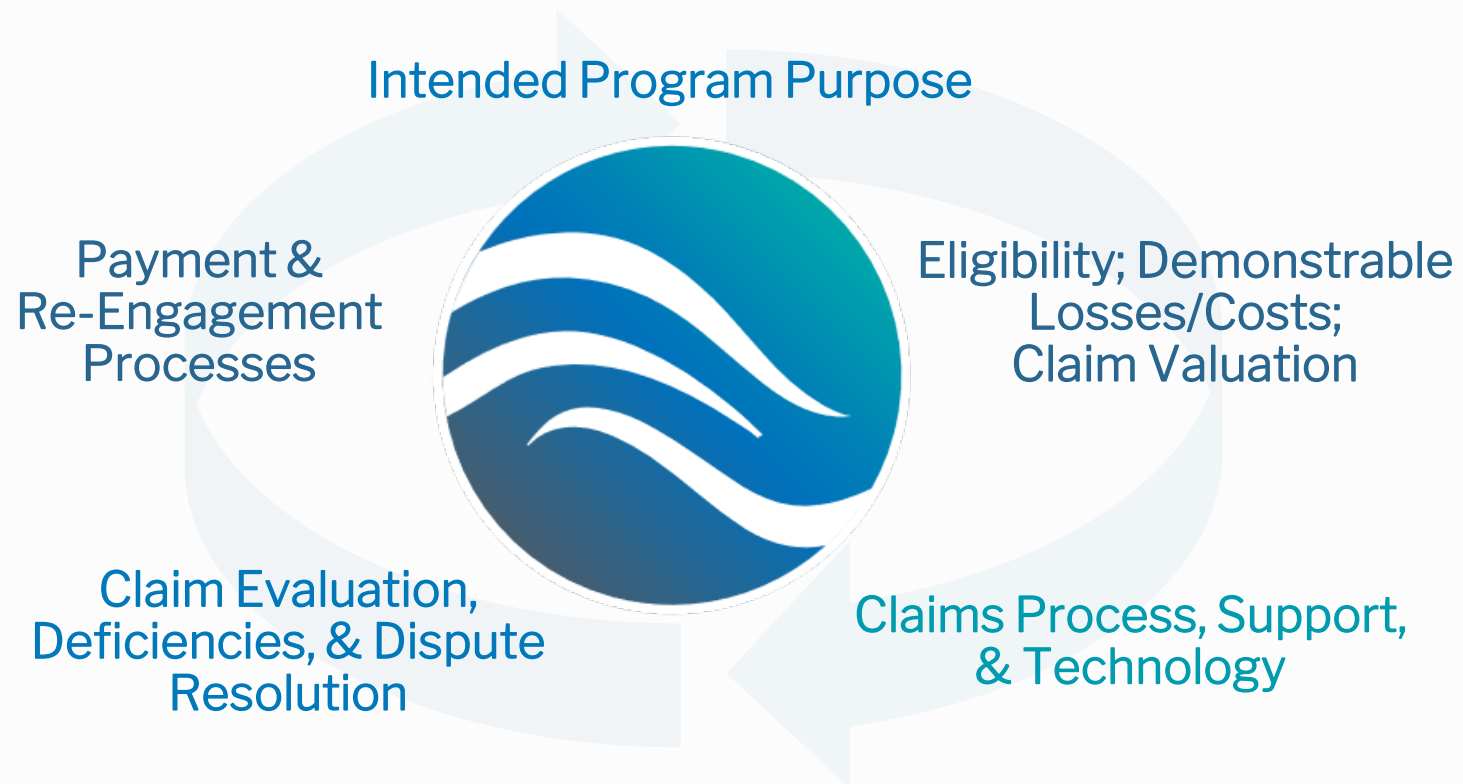 Intended Program Purpose
Eligibility; Demonstrable
Losses/Costs;
Claim Valuation
Claims Process, Support,
& Technology
Claim Evaluation,
Deficiencies, & Dispute
Resolution
Payment &
Re-Engagement
Processes